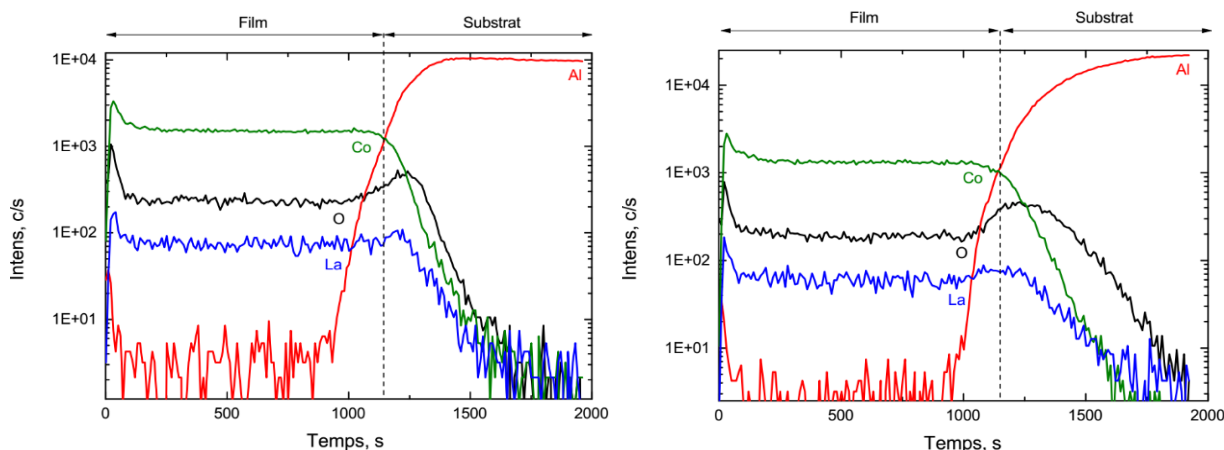 Film Substrat
1E+04
1E+03
1E+02
1E+01
Intens, c/s
Al
Co
O
La
0 500 1000 1500 2000
Temps, s
Film Substrat
1E+04
1E+03
1E+02
1E+01
Intens, c/s
Al
Co
O
La
0 500 1000 1500 2000
Temps, s